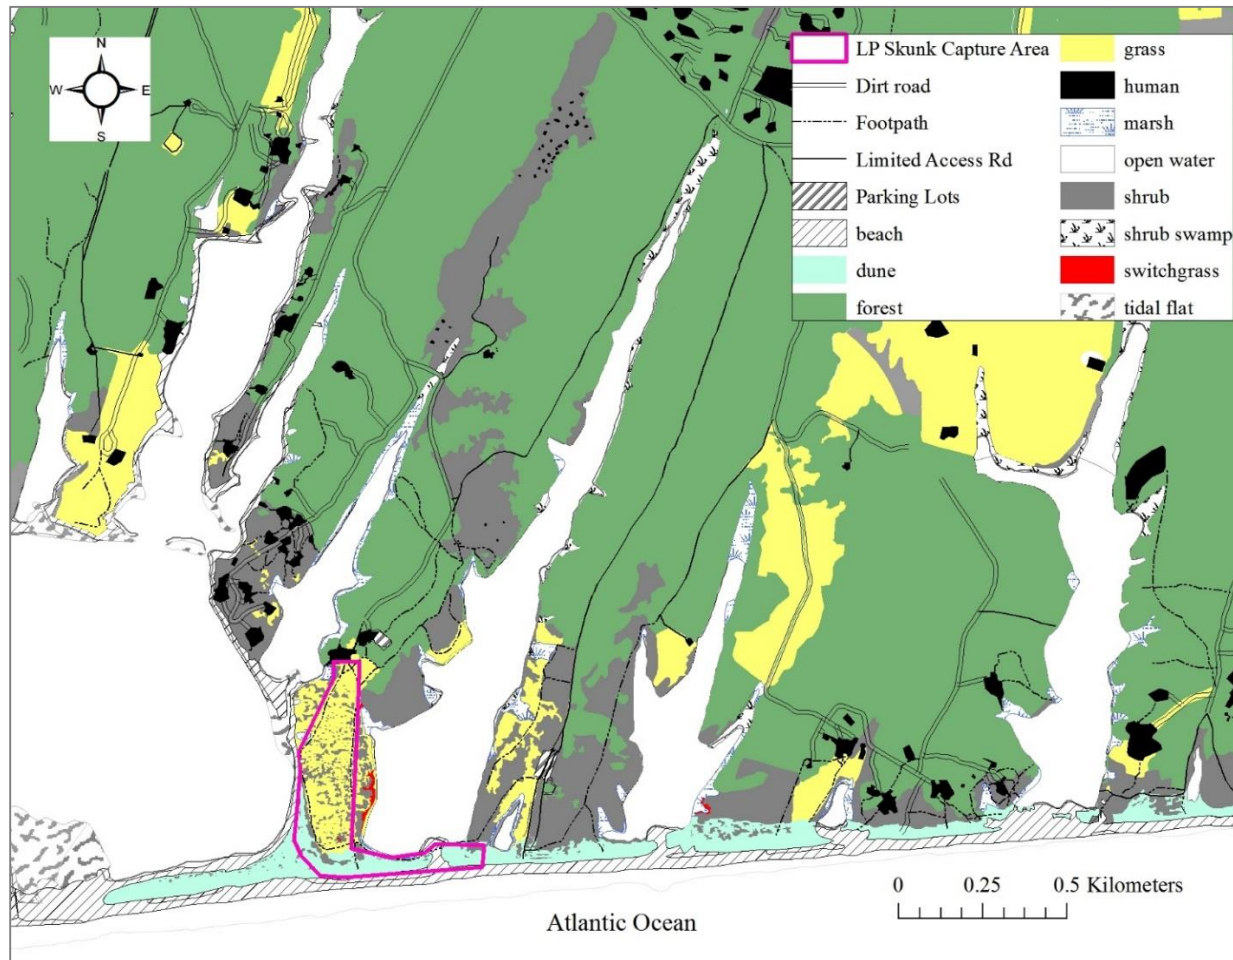 N
W E
S
LP Skunk Capture Area
Dirt road
Footpath
Limited Access Rd
Parking Lots
beach
dune
forest
grass
human
marsh
open water
shrub
shrub swamp
switchgrass
tidal flat
0 0.25 0.5 Kilometers
Atlantic Ocean